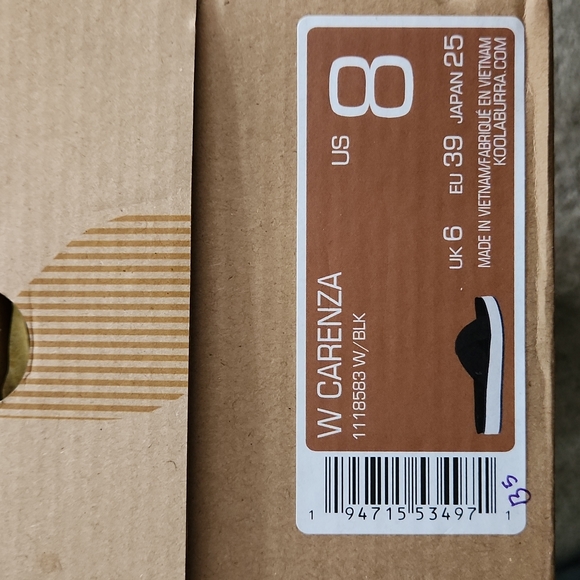 W CARENZA
1118583 W/BLK
US 8
UK 6 EU 39 JAPAN 25
MADE IN VIETNAM/FABRIQUÉ EN VIETNAM
KOOLABURRA.COM
1 94715 53497 1
B5